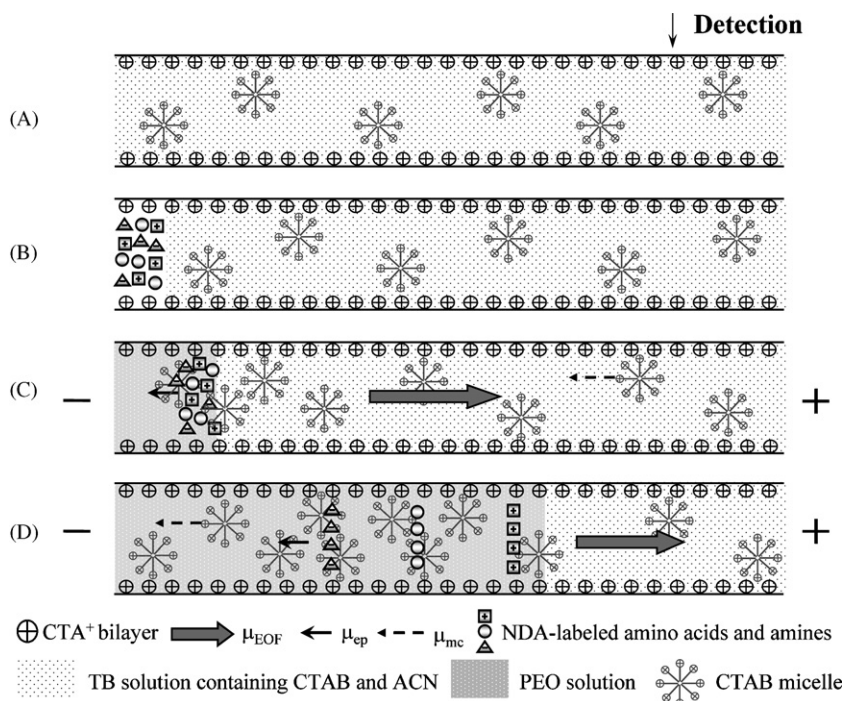 Detection
(A)
(B)
(C)
− +
(D)
− +
CTA⁺ bilayer μEOF μep μmc NDA-labeled amino acids and amines
TB solution containing CTAB and ACN PEO solution CTAB micelle